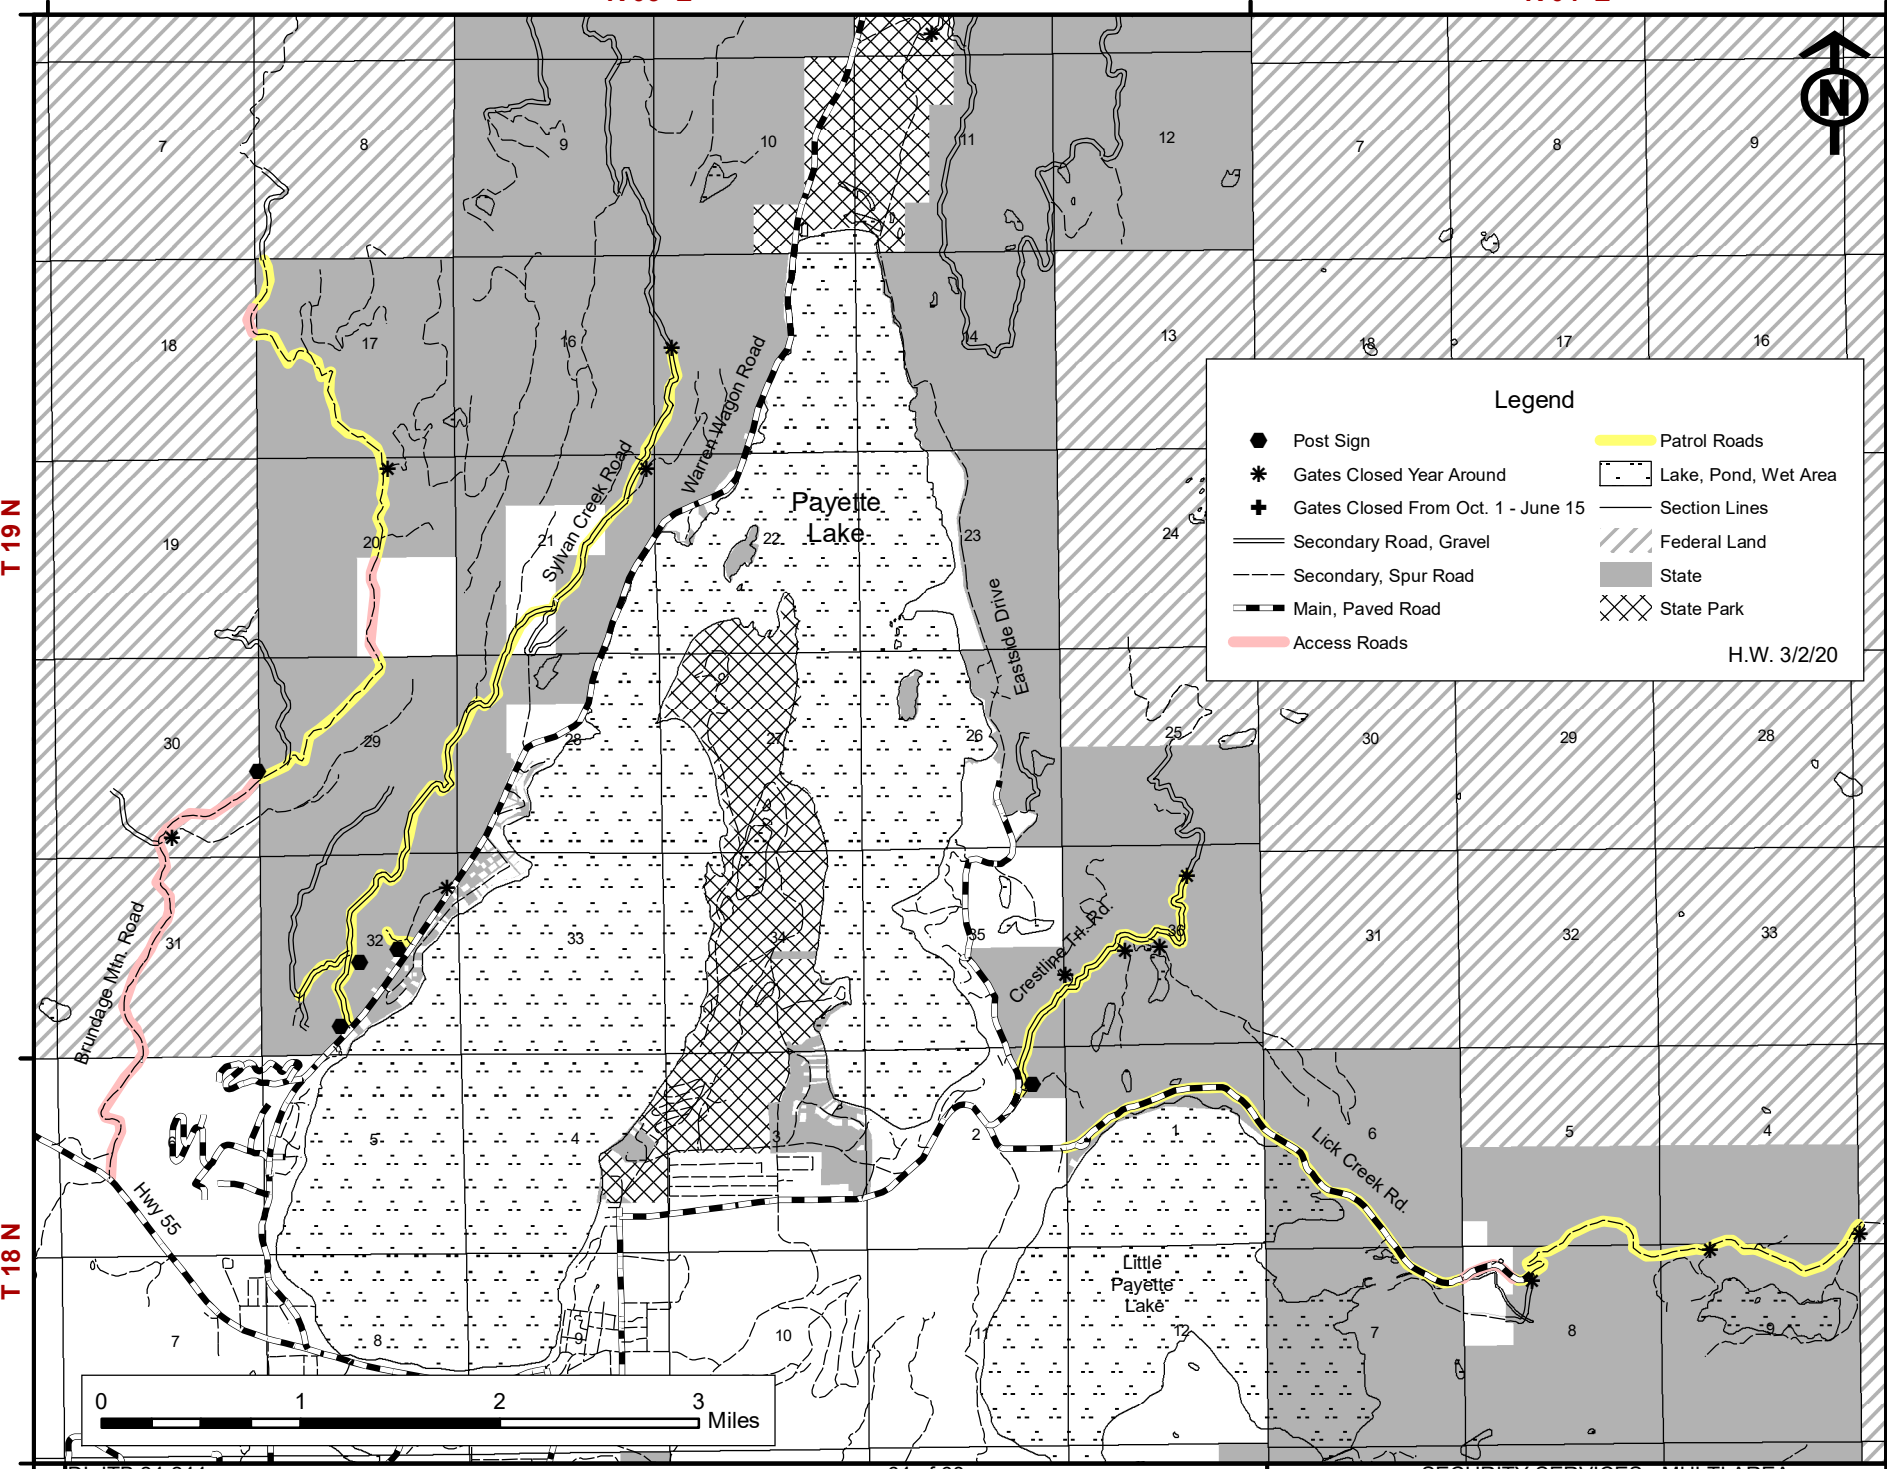 N
7
8
9
10
11
12
7
8
9
18
17
16
14
13
18
17
16
Warren Wagon Road
Sylvan Creek Road
T 19 N
Payette
Lake
19
20
21
22
23
24
Eastside Drive
Legend
Post Sign
Gates Closed Year Around
Gates Closed From Oct. 1 - June 15
Secondary Road, Gravel
Secondary, Spur Road
Main, Paved Road
Access Roads
Patrol Roads
Lake, Pond, Wet Area
Section Lines
Federal Land
State
State Park
H.W. 3/2/20
30
29
28
27
26
25
30
29
28
Brundage Mtn. Road
31
32
33
34
35
36
31
32
33
Crestline Trl. Rd.
6
5
4
3
2
1
6
5
4
Lick Creek Rd.
Hwy 55
T 18 N
Little
Payette
Lake
7
8
9
10
11
12
7
8
9
0
1
2
3
Miles